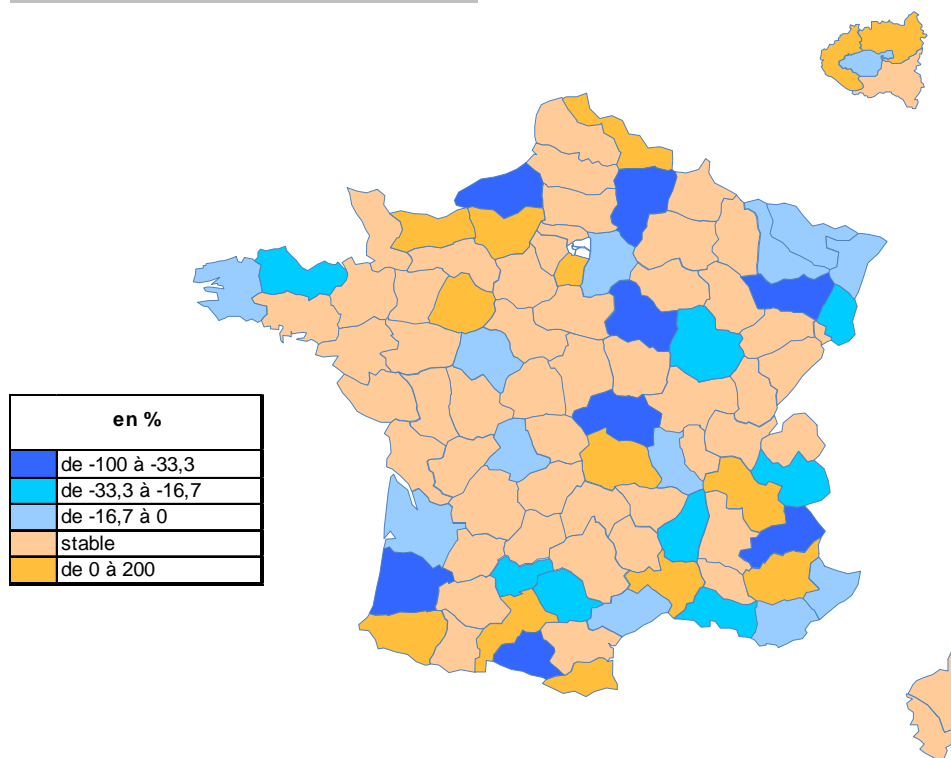 en %
de -100 à -33,3
de -33,3 à -16,7
de -16,7 à 0
stable
de 0 à 200